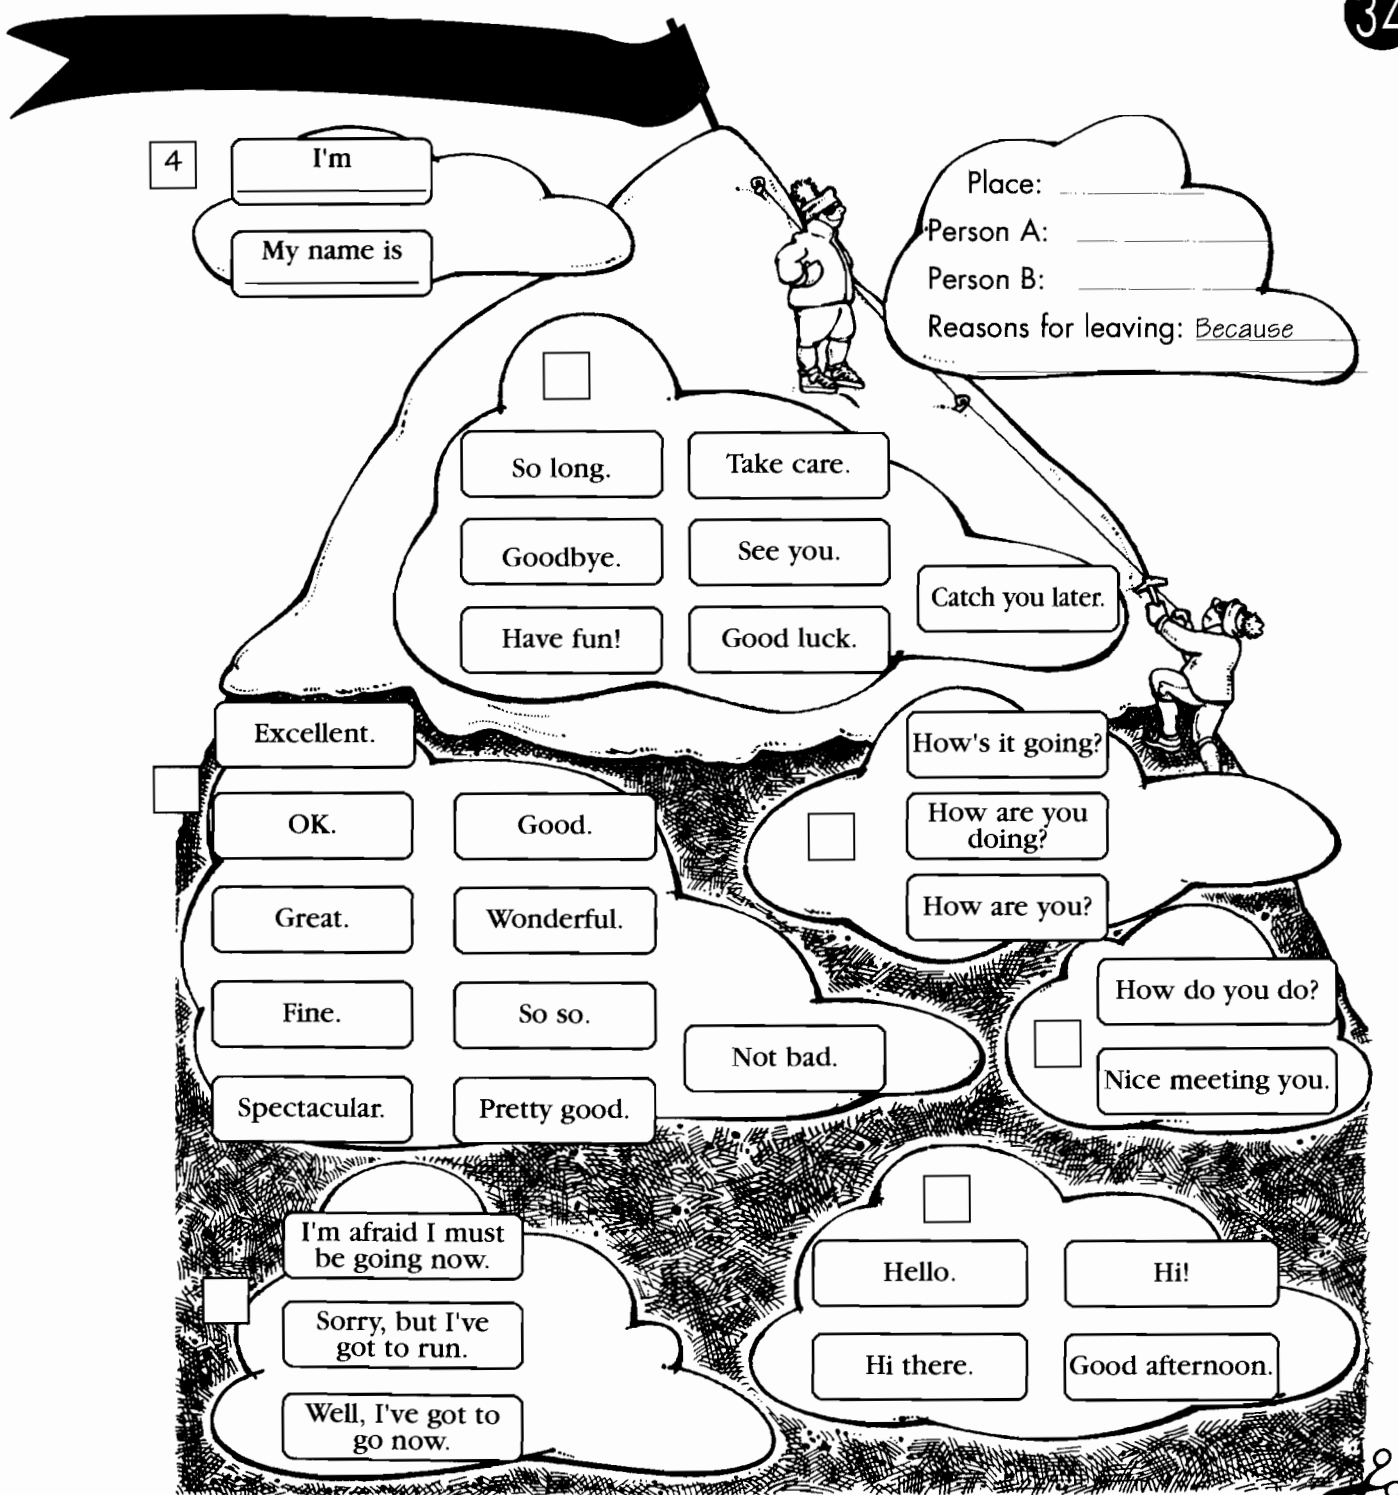 34
4
I'm
My name is
Place:
Person A:
Person B:
Reasons for leaving: Because
So long.
Take care.
Goodbye.
See you.
Catch you later.
Have fun!
Good luck.
Excellent.
OK.
Good.
Great.
Wonderful.
Fine.
So so.
Not bad.
Spectacular.
Pretty good.
How's it going?
How are you
doing?
How are you?
How do you do?
Nice meeting you.
I'm afraid I must
be going now.
Sorry, but I've
got to run.
Well, I've got to
go now.
Hello.
Hi!
Hi there.
Good afternoon.